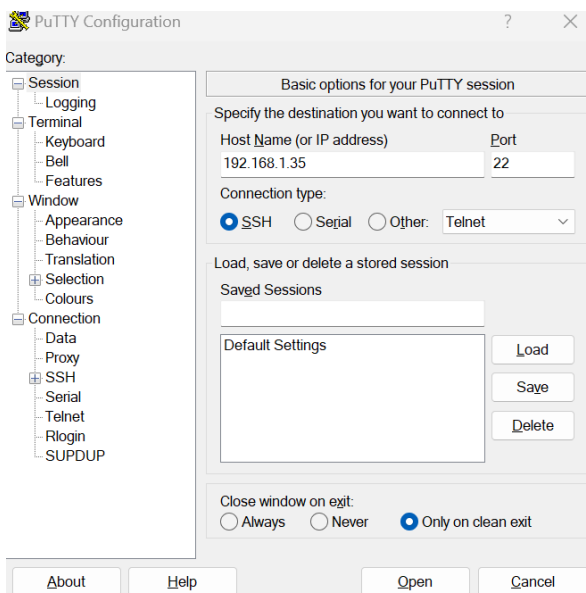 PuTTY Configuration
?
Category:
Session
Logging
Terminal
Keyboard
Bell
Features
Window
Appearance
Behaviour
Translation
Selection
Colours
Connection
Data
Proxy
SSH
Serial
Telnet
Rlogin
SUPDUP
Basic options for your PuTTY session
Specify the destination you want to connect to
Host Name (or IP address) Port
192.168.1.35 22
Connection type:
SSH Serial Other: Telnet
Load, save or delete a stored session
Saved Sessions
Default Settings
Load
Save
Delete
Close window on exit:
Always Never Only on clean exit
About Help Open Cancel